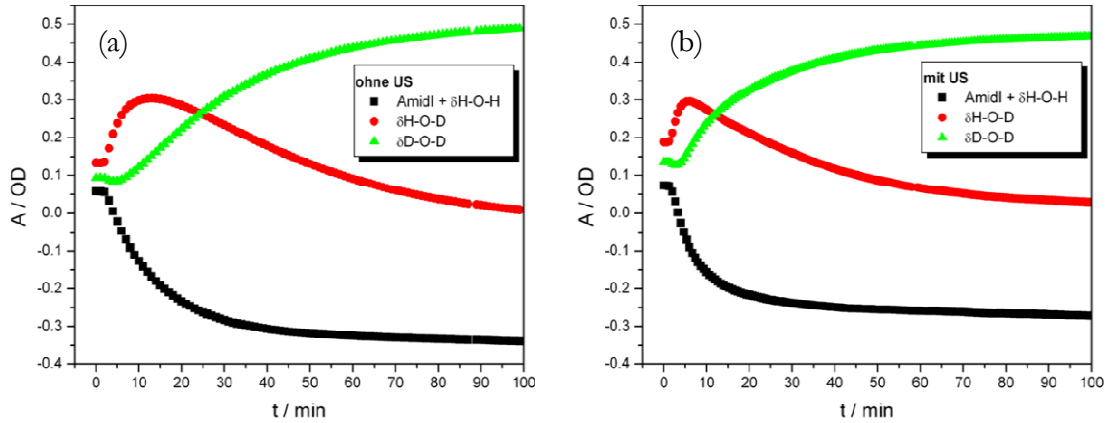 (a)
ohne US
AmidI + δH-O-H
δH-O-D
δD-O-D
0.5
0.4
0.3
0.2
0.1
0.0
-0.1
-0.2
-0.3
-0.4
A / OD
0 10 20 30 40 50 60 70 80 90 100
t / min
(b)
mit US
AmidI + δH-O-H
δH-O-D
δD-O-D
0.5
0.4
0.3
0.2
0.1
0.0
-0.1
-0.2
-0.3
-0.4
A / OD
0 10 20 30 40 50 60 70 80 90 100
t / min